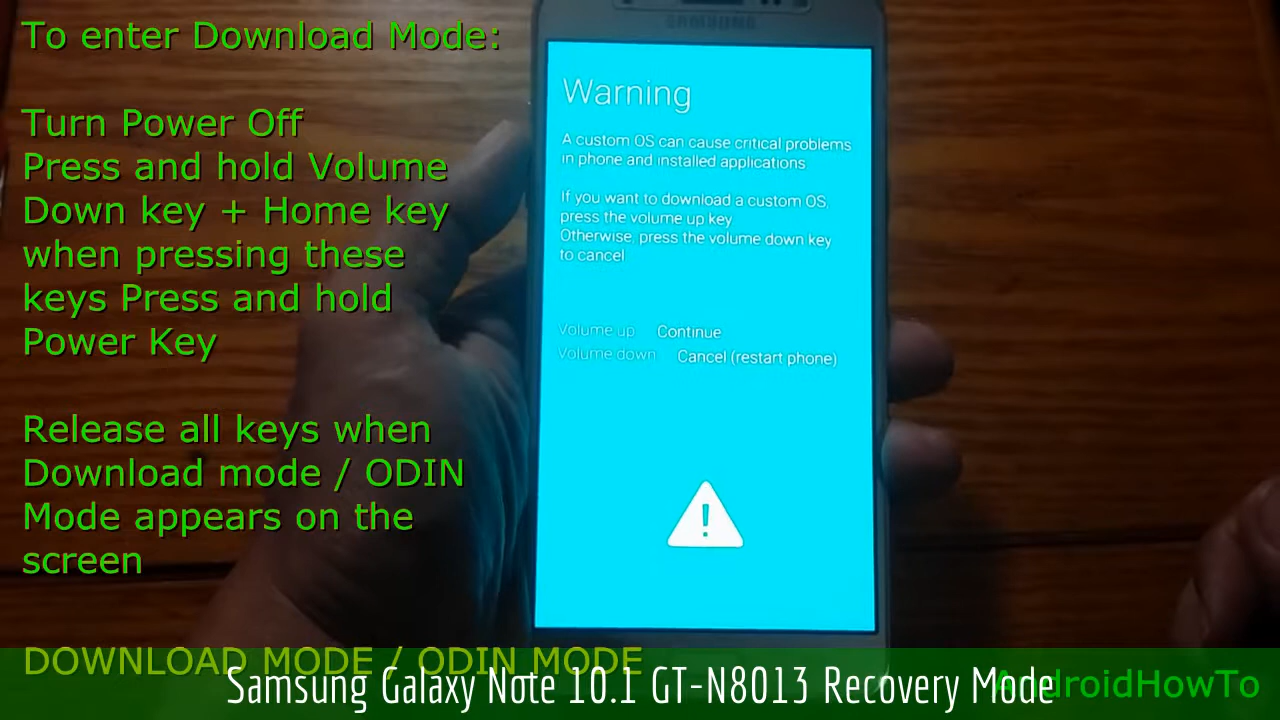 To enter Download Mode:
Turn Power Off
Press and hold Volume
Down key + Home key
when pressing these
keys Press and hold
Power Key
Release all keys when
Download mode / ODIN
Mode appears on the
screen
DOWNLOAD MODE / ODIN MODE
SAMSUNG
Warning
A custom OS can cause critical problems
in phone and installed applications
If you want to download a custom OS,
press the volume up key
Otherwise, press the volume down key
to cancel
Volume up Continue
Volume down Cancel (restart phone)
Samsung Galaxy Note 10.1 GT-N8013 Recovery Mode
AndroidHowTo